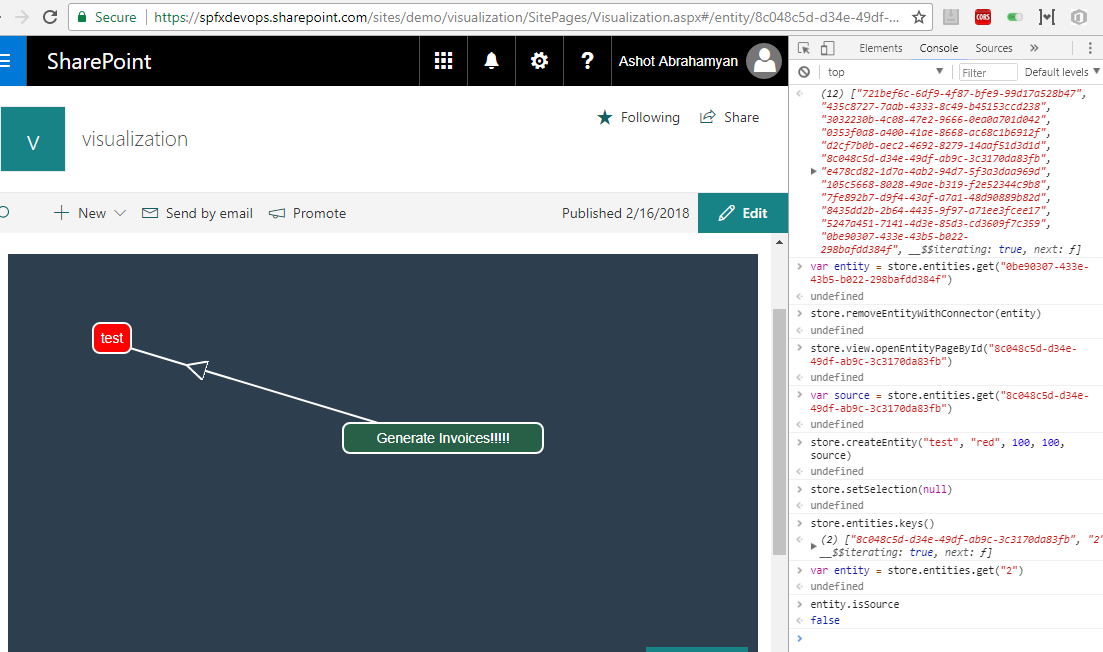 Secure
https://spfxdevops.sharepoint.com/sites/demo/visualization/SitePages/Visualization.aspx#/entity/8c048c5d-d34e-49df-...
CORS
SharePoint
?
Ashot Abrahamyan
V
visualization
Following
Share
New
Send by email
Promote
Published 2/16/2018
Edit
test
Generate Invoices!!!!!
Elements
Console
Sources
»
top
Filter
Default levels
(12) ["721bef6c-6df9-4f87-bfe9-99d17a528b47",
"435c8727-7aab-4333-8c49-b45153ccd238",
"3032230b-4c08-47e2-9666-0ea0a701d042",
"0353f0a8-a400-41ae-8668-ac68c1b6912f",
"d2cf7b0b-aec2-4692-8279-14aaf51d3d1d",
"8c048c5d-d34e-49df-ab9c-3c3170da83fb",
"e478cd82-1d7a-4ab2-94d7-5f3a3daa969d",
"105c5668-8028-49ae-b319-f2e52344c9b8",
"7fe892b7-d9f4-43af-a7a1-48d90889b82d",
"8435dd2b-2b64-4435-9f97-a71ee3fcee17",
"5247a451-7141-4d3e-85d3-cd3609f7c359",
"0be90307-433e-43b5-b022-
298bafdd384f", __$$iterating: true, next: ƒ]
var entity = store.entities.get("0be90307-433e-
43b5-b022-298bafdd384f")
undefined
store.removeEntityWithConnector(entity)
undefined
store.view.openEntityPageById("8c048c5d-d34e-
49df-ab9c-3c3170da83fb")
undefined
var source = store.entities.get("8c048c5d-d34e-
49df-ab9c-3c3170da83fb")
undefined
store.createEntity("test", "red", 100, 100,
source)
undefined
store.setSelection(null)
undefined
store.entities.keys()
(2) ["8c048c5d-d34e-49df-ab9c-3c3170da83fb", "2"
__$$iterating: true, next: ƒ]
var entity = store.entities.get("2")
undefined
entity.isSource
false